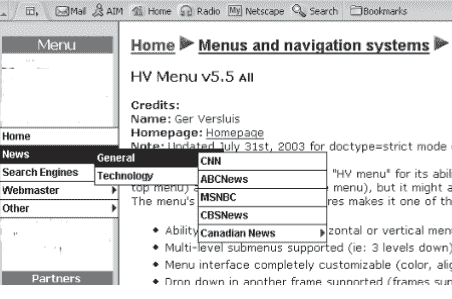 Mail AIM Home Radio My Netscape Search Bookmarks
Menu
Home
News
Search Engines
Webmaster
Other
Partners
General
Technology
CNN
ABCNews
MSNBC
CBSNews
Canadian News
Home Menus and navigation systems
HV Menu v5.5 All
Credits:
Name: Ger Versluis
Homepage: Homepage
Note: Updated July 31st, 2003 for doctype=strict mode
"HV menu" for its abil
top menu) a menu), but it might a
The menu's res makes it one of th
Ability zontal or vertical men
Multi-level submenus supported (ie: 3 levels down)
Menu interface completely customizable (color, alig
Drop down in another frame supported (frames sup